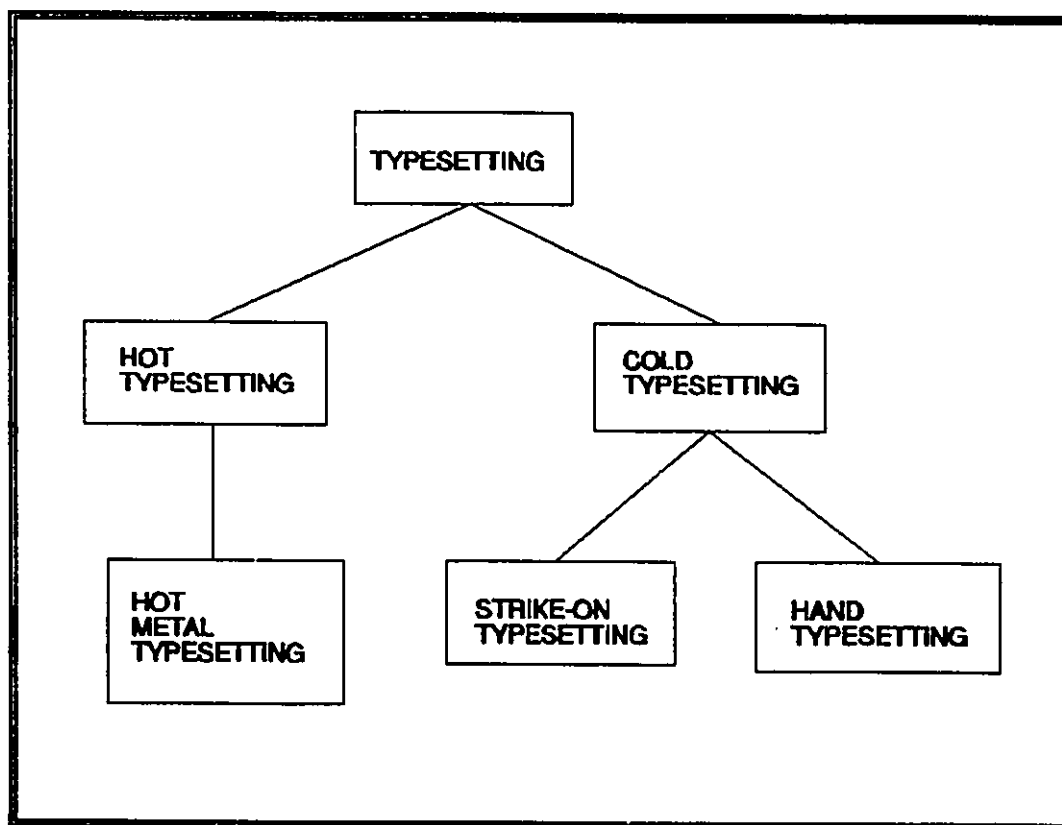 TYPESETTING
HOT
TYPESETTING
COLD
TYPESETTING
HOT
METAL
TYPESETTING
STRIKE-ON
TYPESETTING
HAND
TYPESETTING